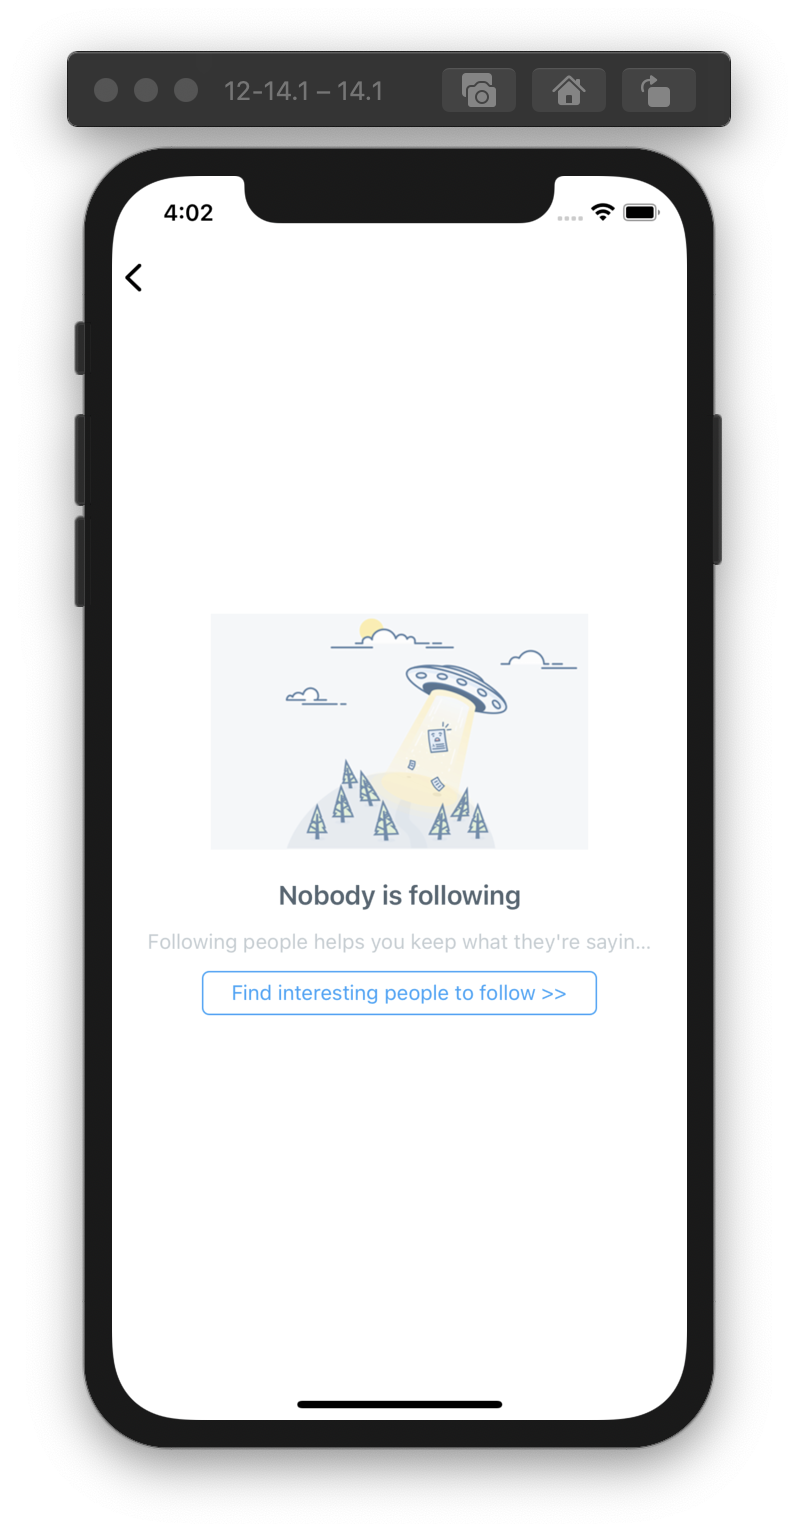 12-14.1 – 14.1
4:02
Nobody is following
Following people helps you keep what they're sayin...
Find interesting people to follow >>